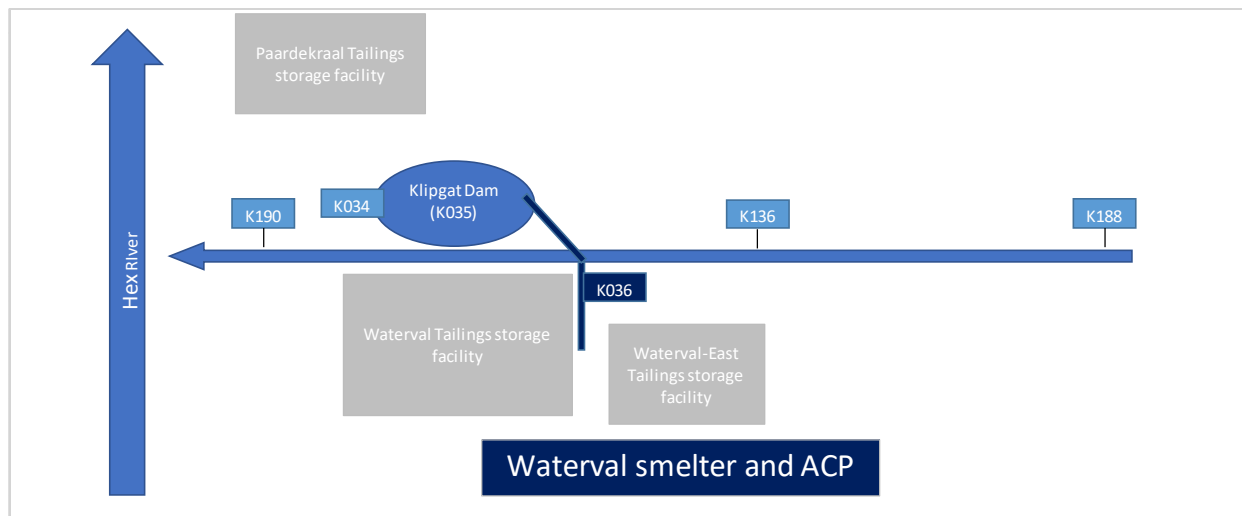 Paardekraal Tailings
storage facility
Klipgat Dam
(K035)
K034
K190
K136
K188
Hex River
K036
Waterval Tailings storage
facility
Waterval-East
Tailings storage
facility
Waterval smelter and ACP